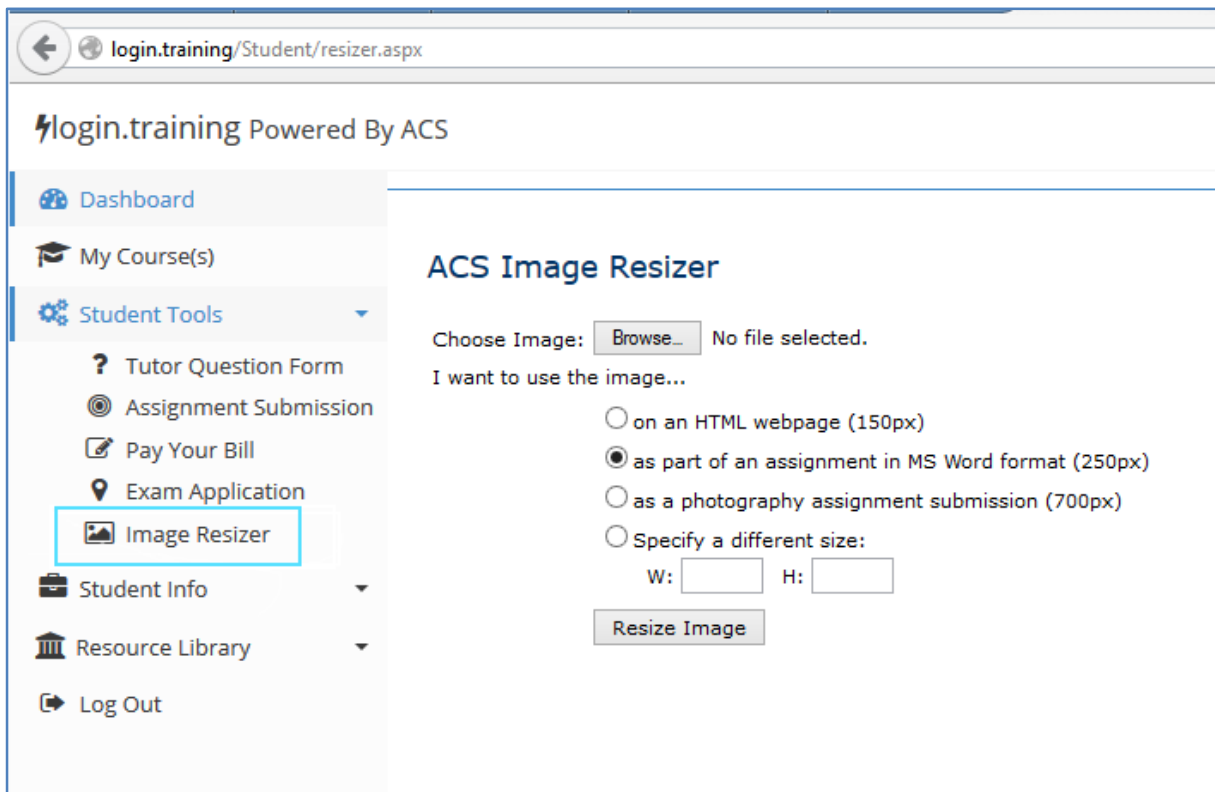 login.training/Student/resizer.aspx
login.training Powered By ACS
Dashboard
My Course(s)
Student Tools
? Tutor Question Form
Assignment Submission
Pay Your Bill
Exam Application
Image Resizer
Student Info
Resource Library
Log Out
ACS Image Resizer
Choose Image: Browse... No file selected.
I want to use the image...
on an HTML webpage (150px)
as part of an assignment in MS Word format (250px)
as a photography assignment submission (700px)
Specify a different size:
W: H:
Resize Image